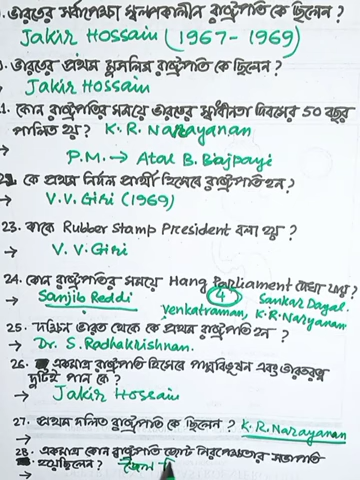 ভারতের সর্বাপেক্ষা স্বল্পকালীন রাষ্ট্রপতি কে ছিলেন?
Jakir Hossain (1967-1969)
ভারতের প্রথম মুসলিম রাষ্ট্রপতি কে ছিলেন?
→ Jakir Hossain
1. কোন রাষ্ট্রপতির সময়ে ভারতের স্বাধীনতা দিবসের 50 বছর
পালিত হয়? K. R. Narayanan
→ P.M. → Atal B. Bajpayi
কে প্রথম নির্দল প্রার্থী হিসেবে রাষ্ট্রপতি হন?
→ V.V. Giri (1969)
23. কাকে Rubber Stamp President বলা হয়?
→ V. V. Giri
24. কোন রাষ্ট্রপতির সময়ে Hang Parliament দেখা যায়?
→ Sanjib Reddi 4 Sankar Dayal.
Venkatraman, K.R. Naryanam
25. দক্ষিন ভারত থেকে কে প্রথম রাষ্ট্রপতি হন?
→ Dr. S. Radhakrishnan.
26. একমাত্র রাষ্ট্রপতি হিসেবে পদ্মবিভূষন এবং ভারতরত্ন
দুটিই পান কে?
→ Jakir Hossain
27. প্রথম দলিত রাষ্ট্রপতি কে ছিলেন? K.R. Narayanan
→
28. একমাত্র কোন রাষ্ট্রপতি জোট নিরপেক্ষতার সভাপতি
হয়েছিলেন?
→